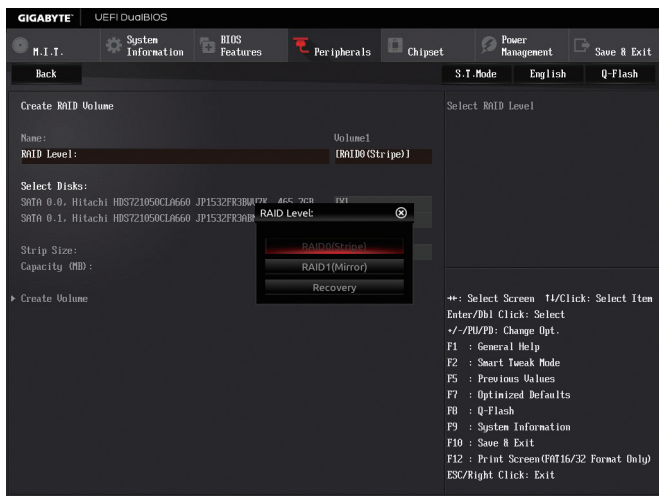 GIGABYTE™ UEFI DualBIOS
M.I.T.
System Information
BIOS Features
Peripherals
Chipset
Power Management
Save & Exit
Back
S.T.Mode English Q-Flash
Create RAID Volume
Name: Volume1
RAID Level: [RAID0(Stripe)]
Select Disks:
SATA 0.0, Hitachi HDS721050CLA660 465.2GB [X]
SATA 0.1, Hitachi HDS721050CLA660
Strip Size:
Capacity (MB):
▶ Create Volume
RAID Level:
RAID0(Stripe)
RAID1(Mirror)
Recovery
Select RAID Level
→←: Select Screen ↑↓/Click: Select Item
Enter/Dbl Click: Select
+/-/PU/PD: Change Opt.
F1 : General Help
F2 : Smart Tweak Mode
F5 : Previous Values
F7 : Optimized Defaults
F8 : Q-Flash
F9 : System Information
F10 : Save & Exit
F12 : Print Screen(FAT16/32 Format Only)
ESC/Right Click: Exit